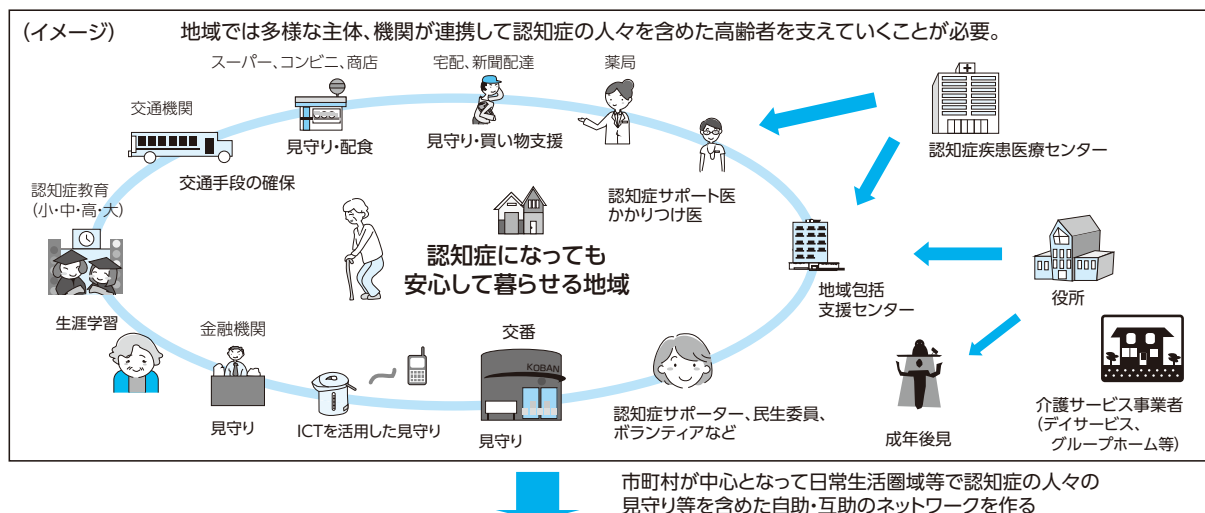 (イメージ)
地域では多様な主体、機関が連携して認知症の人々を含めた高齢者を支えていくことが必要。
スーパー、コンビニ、商店
宅配、新聞配達
薬局
交通機関
見守り・配食
見守り・買い物支援
認知症疾患医療センター
交通手段の確保
認知症教育
(小・中・高・大)
認知症サポート医
かかりつけ医
認知症になっても
安心して暮らせる地域
地域包括
支援センター
役所
生涯学習
金融機関
交番
KOBAN
見守り
ICTを活用した見守り
見守り
認知症サポーター、民生委員、
ボランティアなど
成年後見
介護サービス事業者
(デイサービス、
グループホーム等)
市町村が中心となって日常生活圏域等で認知症の人々の
見守り等を含めた自助・互助のネットワークを作る